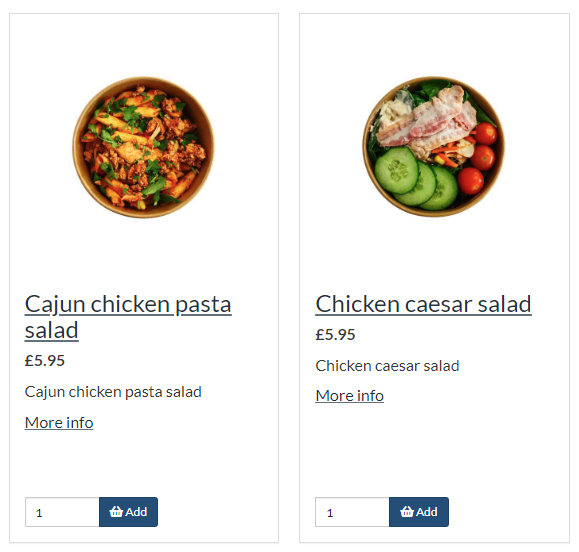 Cajun chicken pasta
salad
£5.95
Cajun chicken pasta salad
More info
1
Add
Chicken caesar salad
£5.95
Chicken caesar salad
More info
1
Add